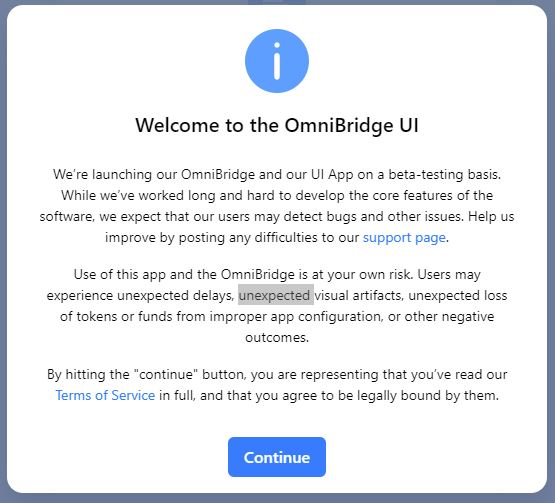 Welcome to the OmniBridge UI
We’re launching our OmniBridge and our UI App on a beta-testing basis.
While we’ve worked long and hard to develop the core features of the
software, we expect that our users may detect bugs and other issues. Help us
improve by posting any difficulties to our support page.
Use of this app and the OmniBridge is at your own risk. Users may
experience unexpected delays, unexpected visual artifacts, unexpected loss
of tokens or funds from improper app configuration, or other negative
outcomes.
By hitting the "continue" button, you are representing that you’ve read our
Terms of Service in full, and that you agree to be legally bound by them.
Continue